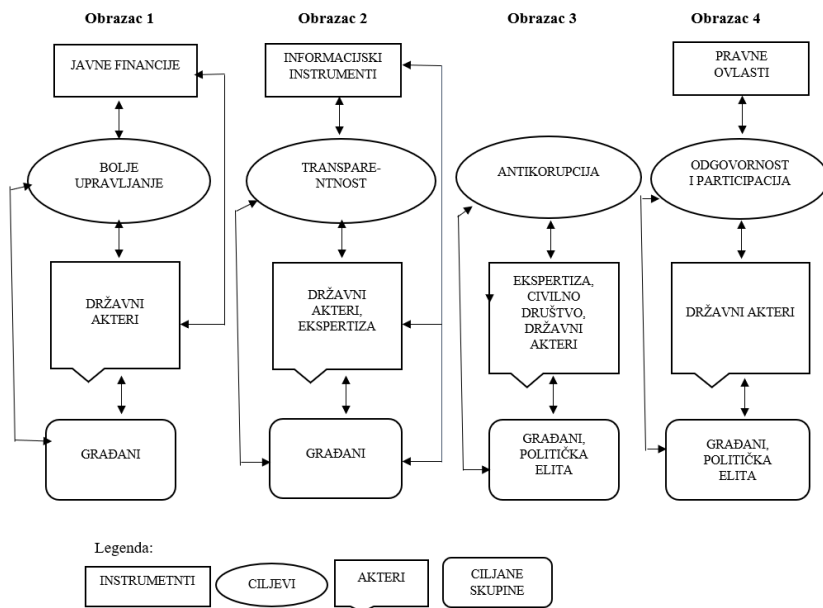 Obrazac 1
Obrazac 2
Obrazac 3
Obrazac 4
JAVNE FINANCIJE
INFORMACIJSKI
INSTRUMENTI
PRAVNE
OVLASTI
BOLJE
UPRAVLJANJE
TRANSPARE-
NTNOST
ANTIKORUPCIJA
ODGOVORNOST
I PARTICIPACIJA
DRŽAVNI
AKTERI
DRŽAVNI
AKTERI,
EKSPERTIZA
EKSPERTIZA,
CIVILNO
DRUŠTVO,
DRŽAVNI
AKTERI
DRŽAVNI AKTERI
GRAĐANI
GRAĐANI
GRAĐANI,
POLITIČKA
ELITA
GRAĐANI,
POLITIČKA
ELITA
Legenda:
INSTRUMETNTI
CILJEVI
AKTERI
CILJANE
SKUPINE